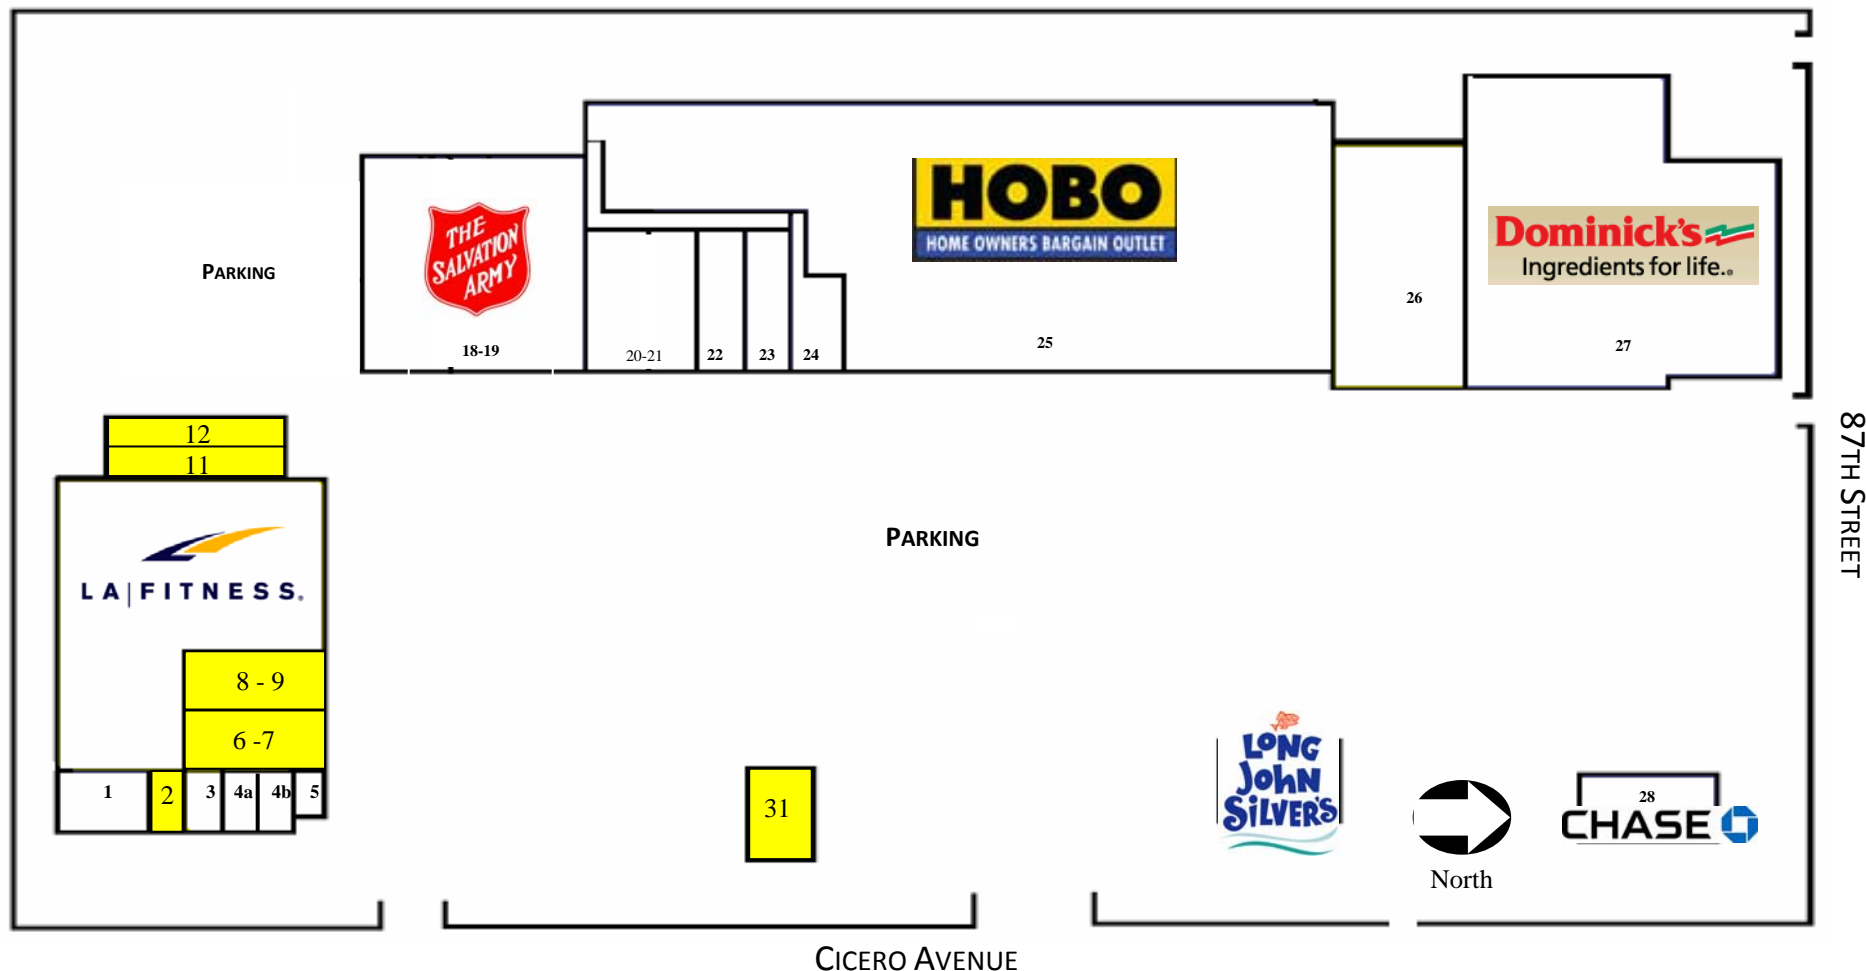 THE
SALVATION
ARMY
18-19
HOBO
HOME OWNERS BARGAIN OUTLET
Dominick's
Ingredients for life.
PARKING
26
20-21
22
23
24
25
27
12
11
LA|FITNESS.
PARKING
87TH STREET
8 - 9
6 -7
1
2
3
4a
4b
5
31
LONG
JOHN
SILVER'S
North
28
CHASE
CICERO AVENUE